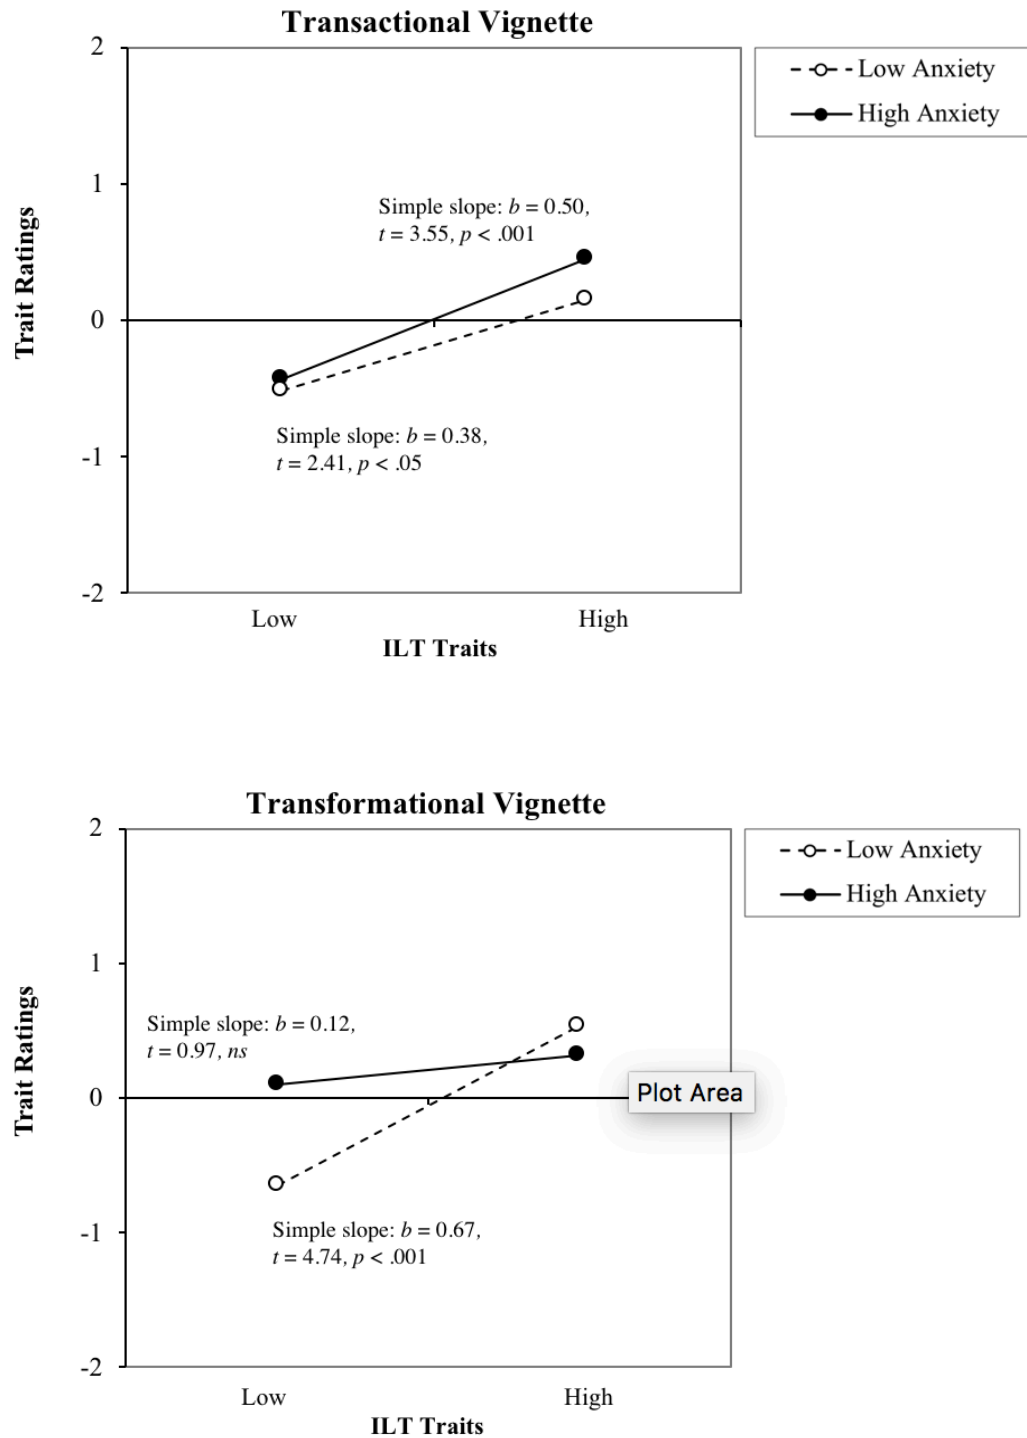 Transactional Vignette
2
Low Anxiety
High Anxiety
1
Simple slope: b = 0.50,
t = 3.55, p < .001
Trait Ratings
0
Simple slope: b = 0.38,
t = 2.41, p < .05
-1
-2
Low
High
ILT Traits
Transformational Vignette
2
Low Anxiety
High Anxiety
1
Simple slope: b = 0.12,
t = 0.97, ns
Trait Ratings
0
Plot Area
-1
Simple slope: b = 0.67,
t = 4.74, p < .001
-2
Low
High
ILT Traits